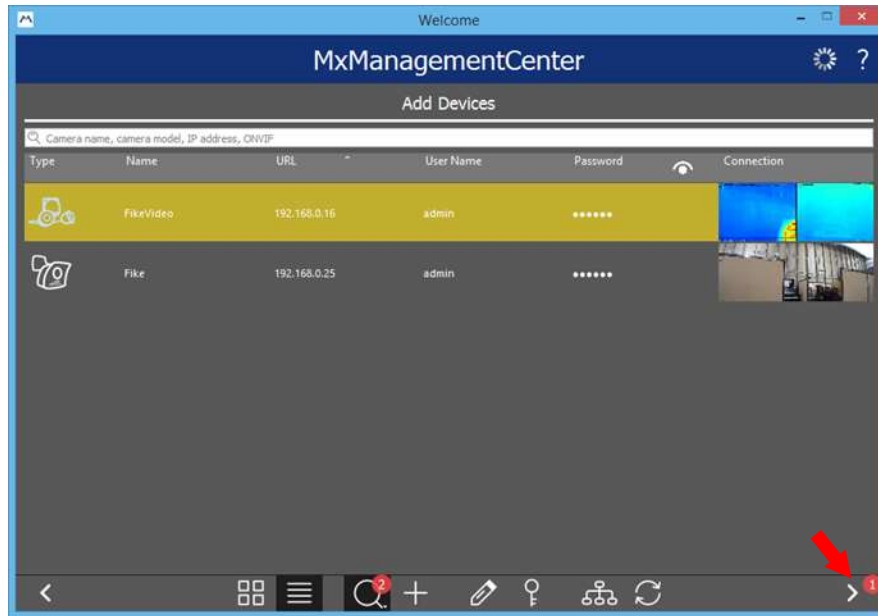 Welcome
MxManagementCenter
?
Add Devices
Camera name, camera model, IP address, ONVIF
Type Name URL User Name Password Connection
FikeVideo 192.168.0.16 admin ••••••
Fike 192.168.0.25 admin ••••••
2
1